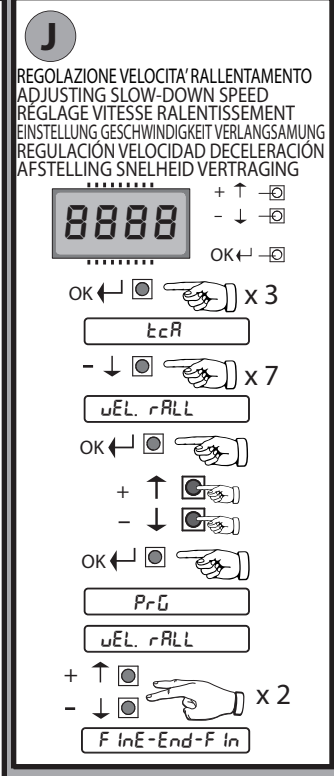 J
REGOLAZIONE VELOCITA' RALLENTAMENTO
ADJUSTING SLOW-DOWN SPEED
RÉGLAGE VITESSE RALENTISSEMENT
EINSTELLUNG GESCHWINDIGKEIT VERLANGSAMUNG
REGULACIÓN VELOCIDAD DECELERACIÓN
AFSTELLING SNELHEID VERTRAGING
+ ↑
8888
- ↓
OK ↵
OK ↵ x 3
tcA
- ↓ x 7
vEL. rALL
OK ↵
+ ↑
- ↓
OK ↵
PrG
vEL. rALL
+ ↑
- ↓ x 2
FInE-End-FIn